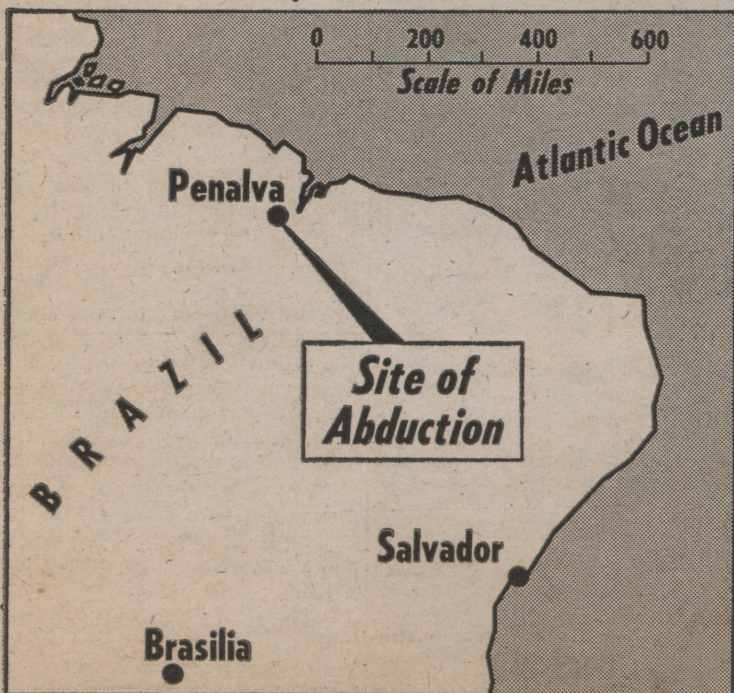 0 200 400 600
Scale of Miles
Atlantic Ocean
Penalva
BRAZIL
Site of
Abduction
Salvador
Brasilia